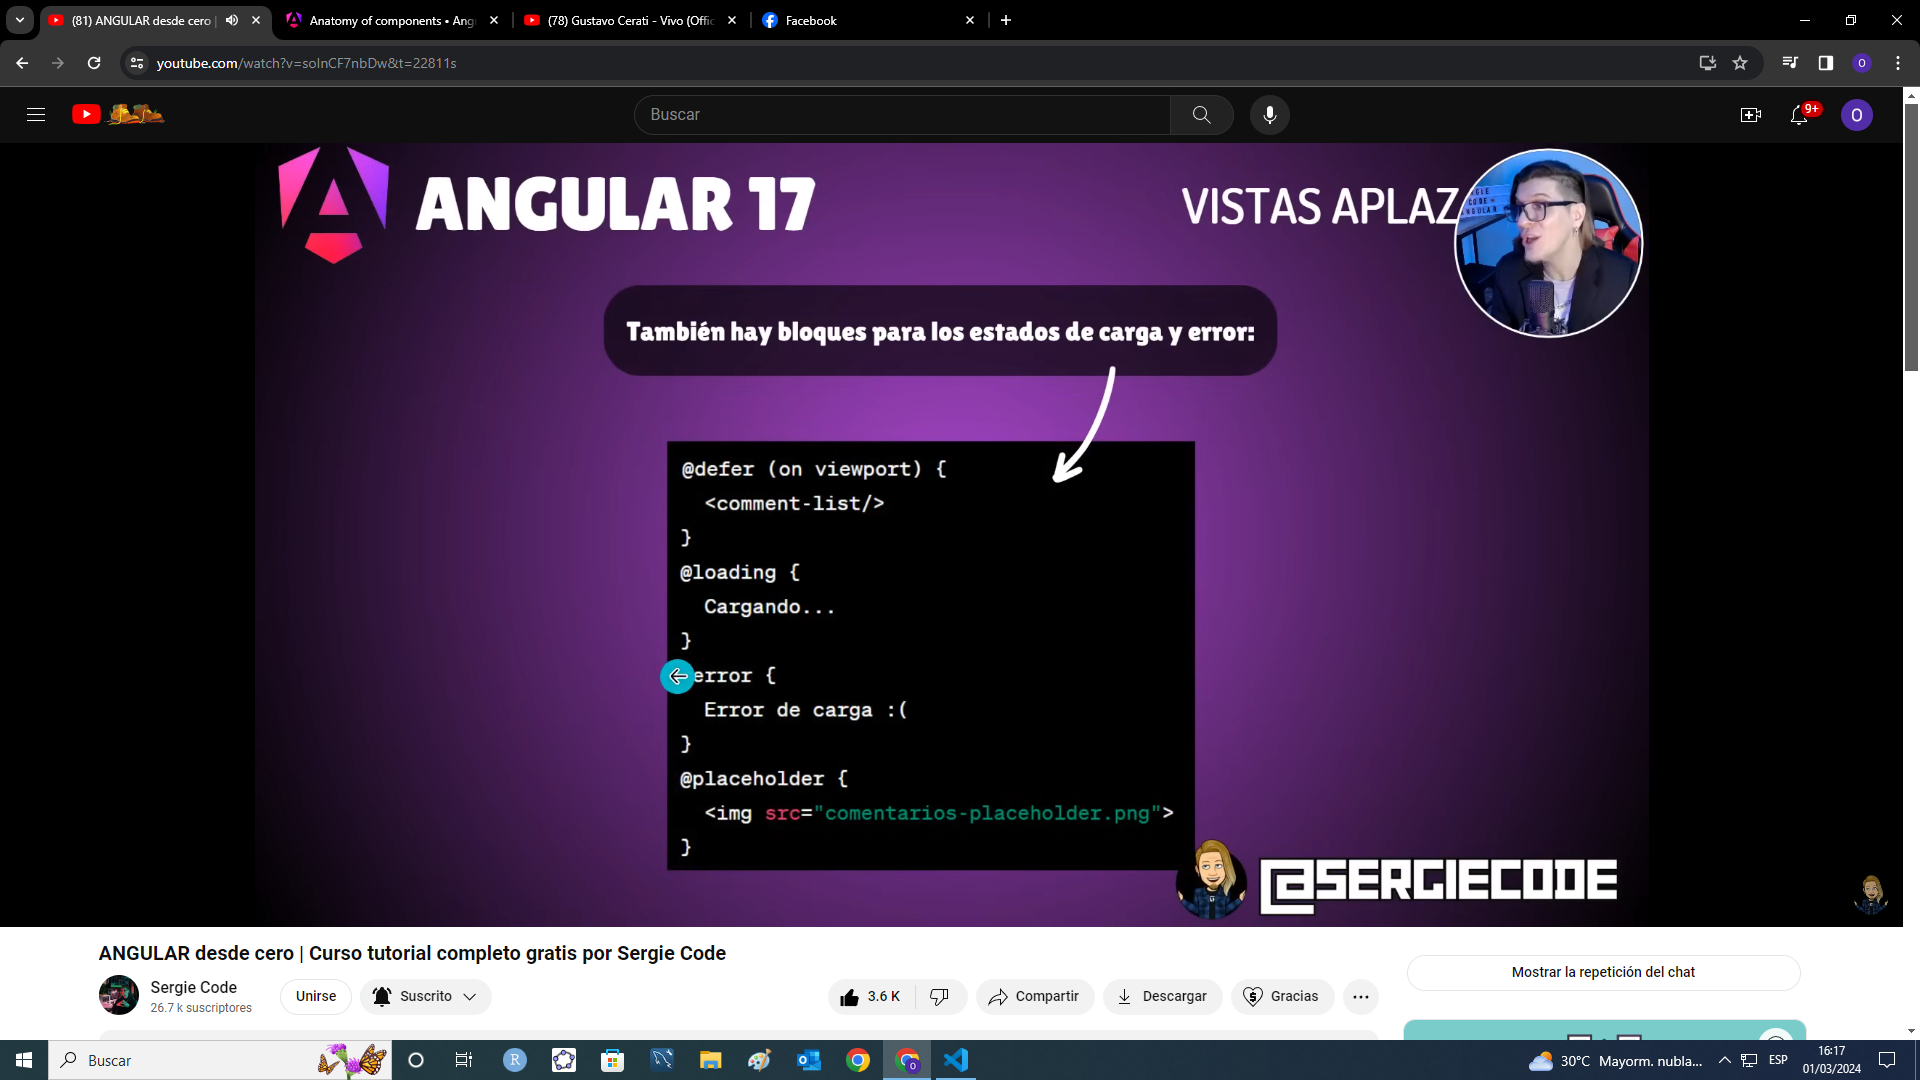 (81) ANGULAR desde cero |
Anatomy of components • Ang
(78) Gustavo Cerati - Vivo (Ofic
Facebook
youtube.com/watch?v=soInCF7nbDw&t=22811s
O
Buscar
9+
O
ANGULAR 17
VISTAS APLAZ
También hay bloques para los estados de carga y error:
@defer (on viewport) {
<comment-list/>
}
@loading {
Cargando...
}
error {
Error de carga :(
}
@placeholder {
<img src="comentarios-placeholder.png">
}
@SERGIECODE
ANGULAR desde cero | Curso tutorial completo gratis por Sergie Code
Sergie Code
26.7 k suscriptores
Unirse
Suscrito
3.6 K
Compartir
Descargar
Gracias
Mostrar la repetición del chat
Buscar
30°C Mayorm. nubla...
ESP
16:17
01/03/2024